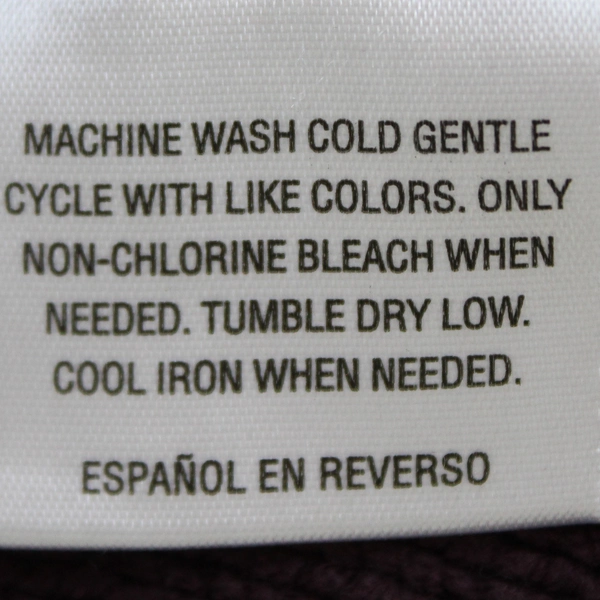 MACHINE WASH COLD GENTLE
CYCLE WITH LIKE COLORS. ONLY
NON-CHLORINE BLEACH WHEN
NEEDED. TUMBLE DRY LOW.
COOL IRON WHEN NEEDED.
ESPAÑOL EN REVERSO